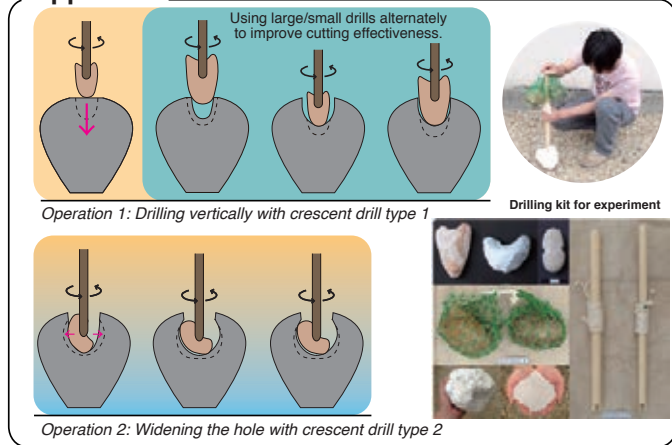 Using large/small drills alternately
to improve cutting effectiveness.
Operation 1: Drilling vertically with crescent drill type 1
Drilling kit for experiment
Operation 2: Widening the hole with crescent drill type 2